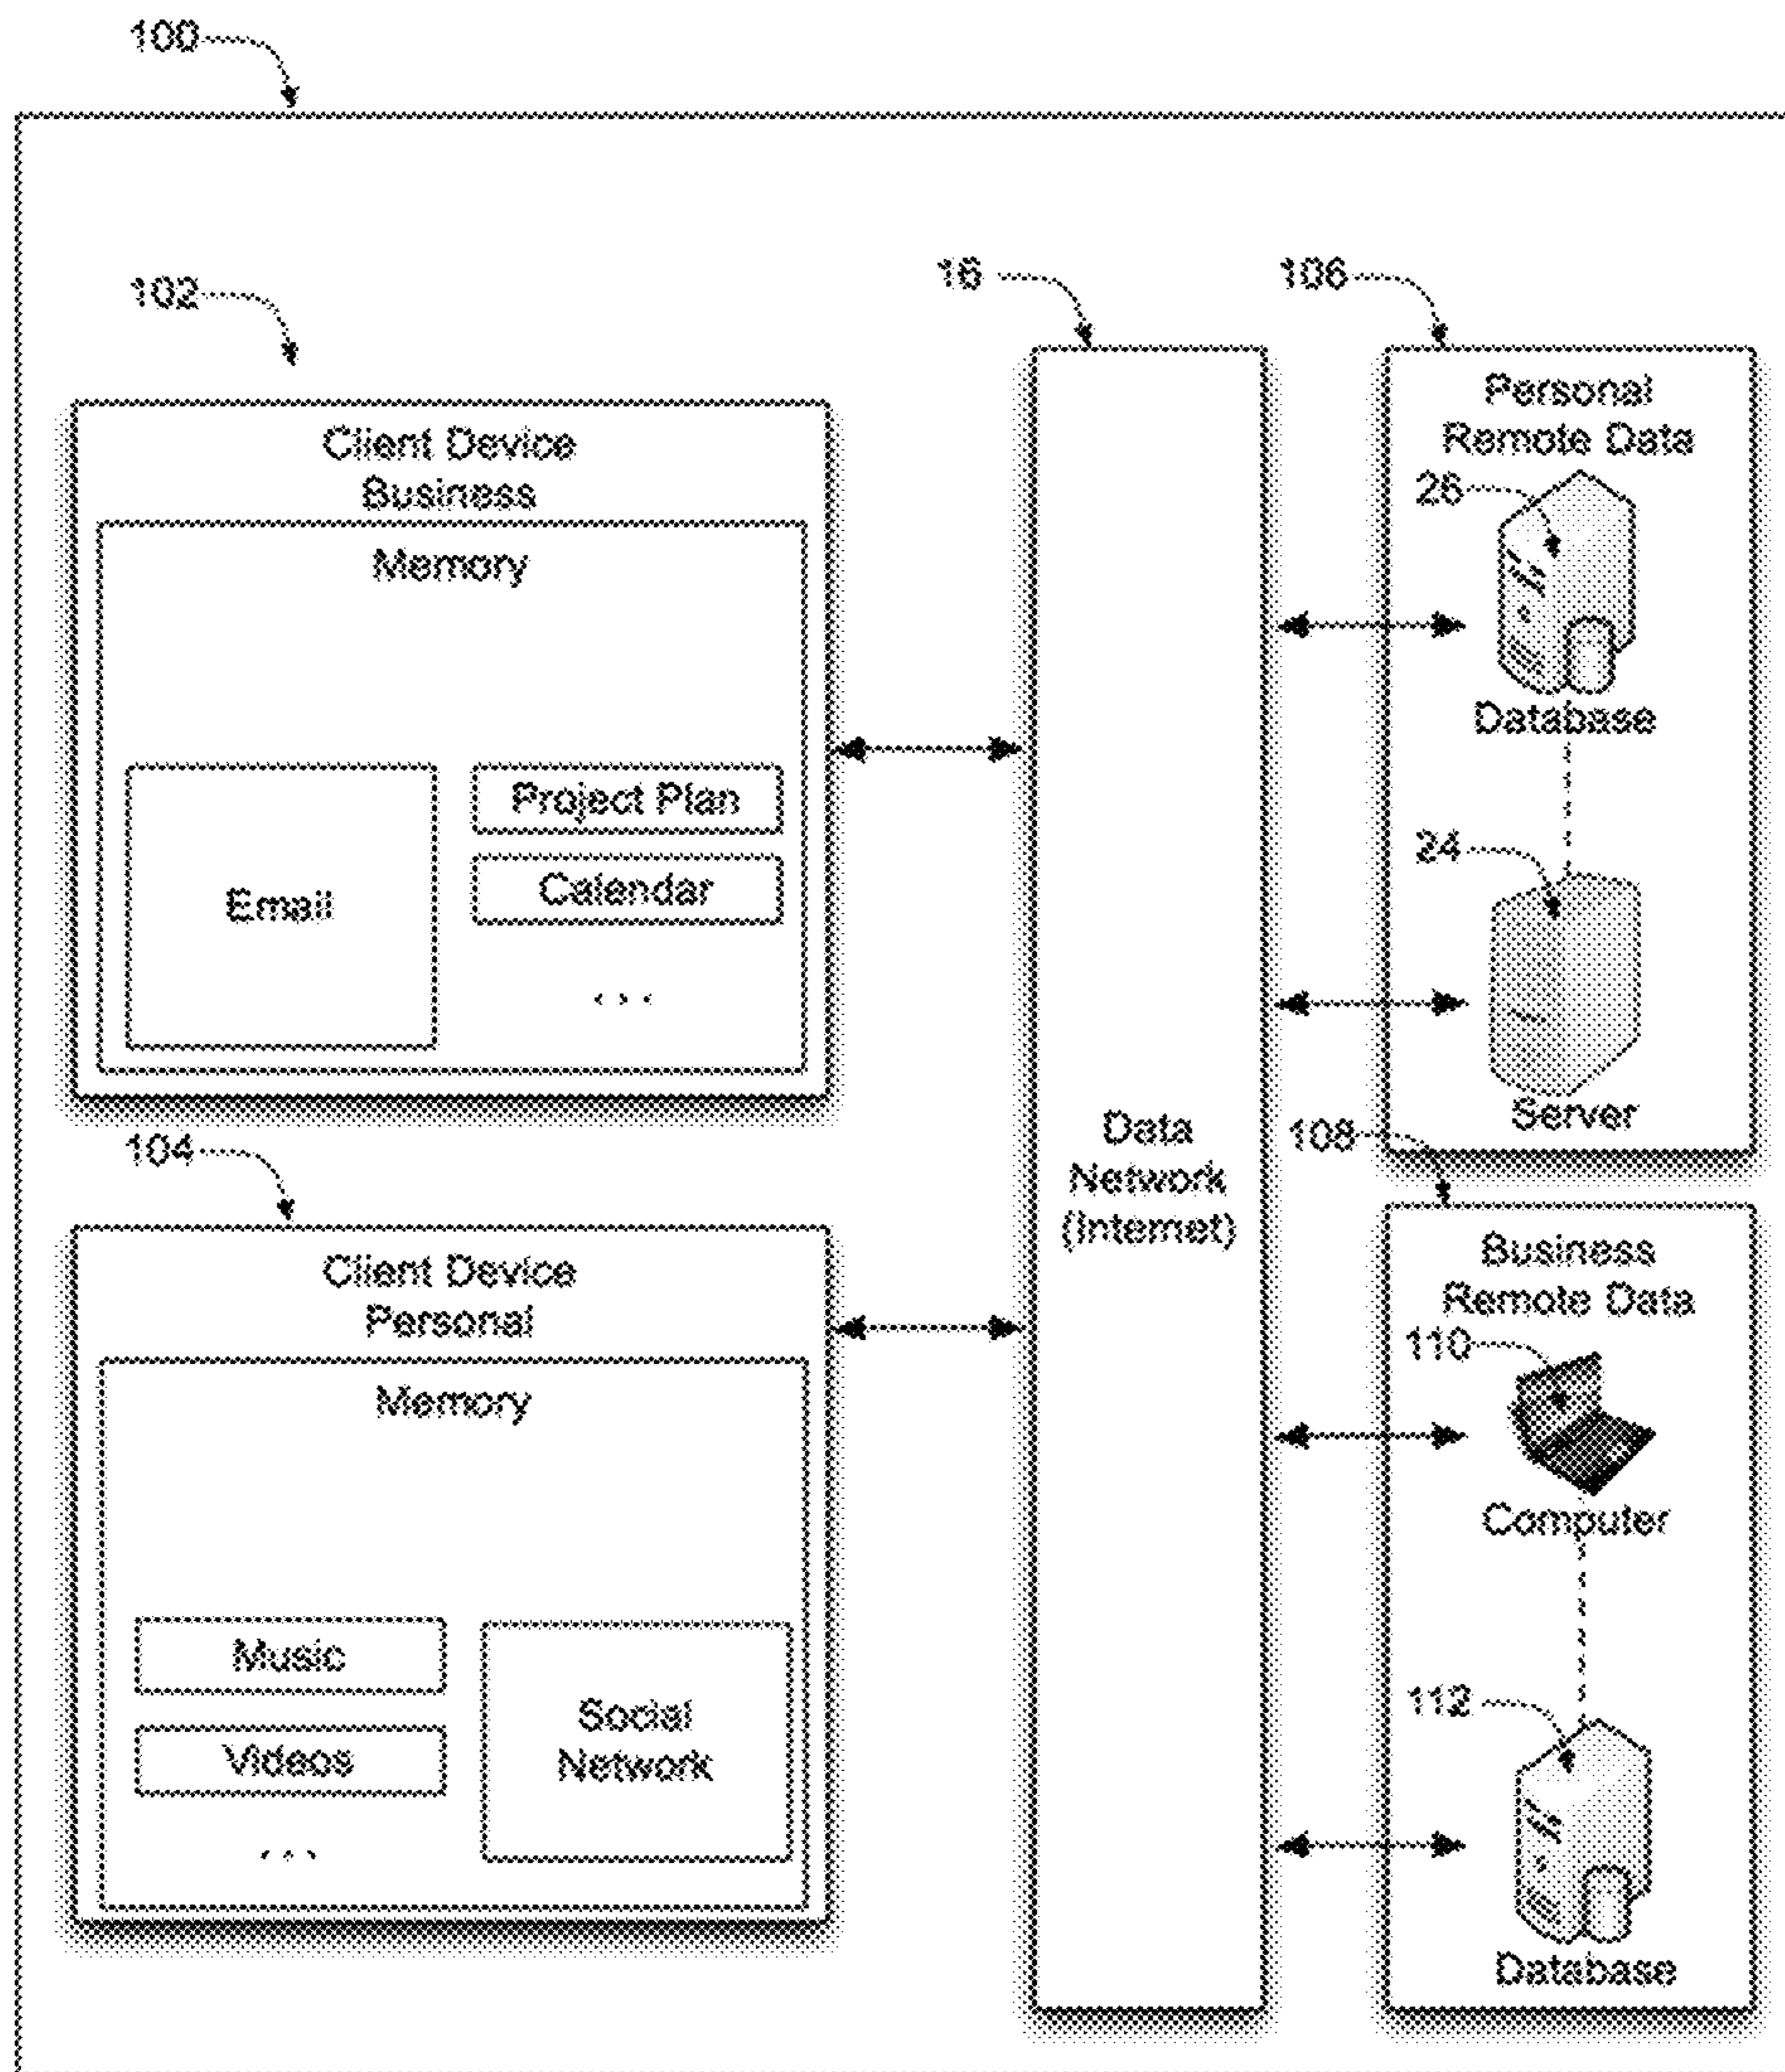 100
102
16
106
Client Device
Business
Memory
Email
Project Plan
Calendar
...
104
Client Device
Personal
Memory
Music
Videos
...
Social
Network
Data
Network
(Internet)
Personal
Remote Data
26
Database
24
Server
108
Business
Remote Data
110
Computer
112
Database